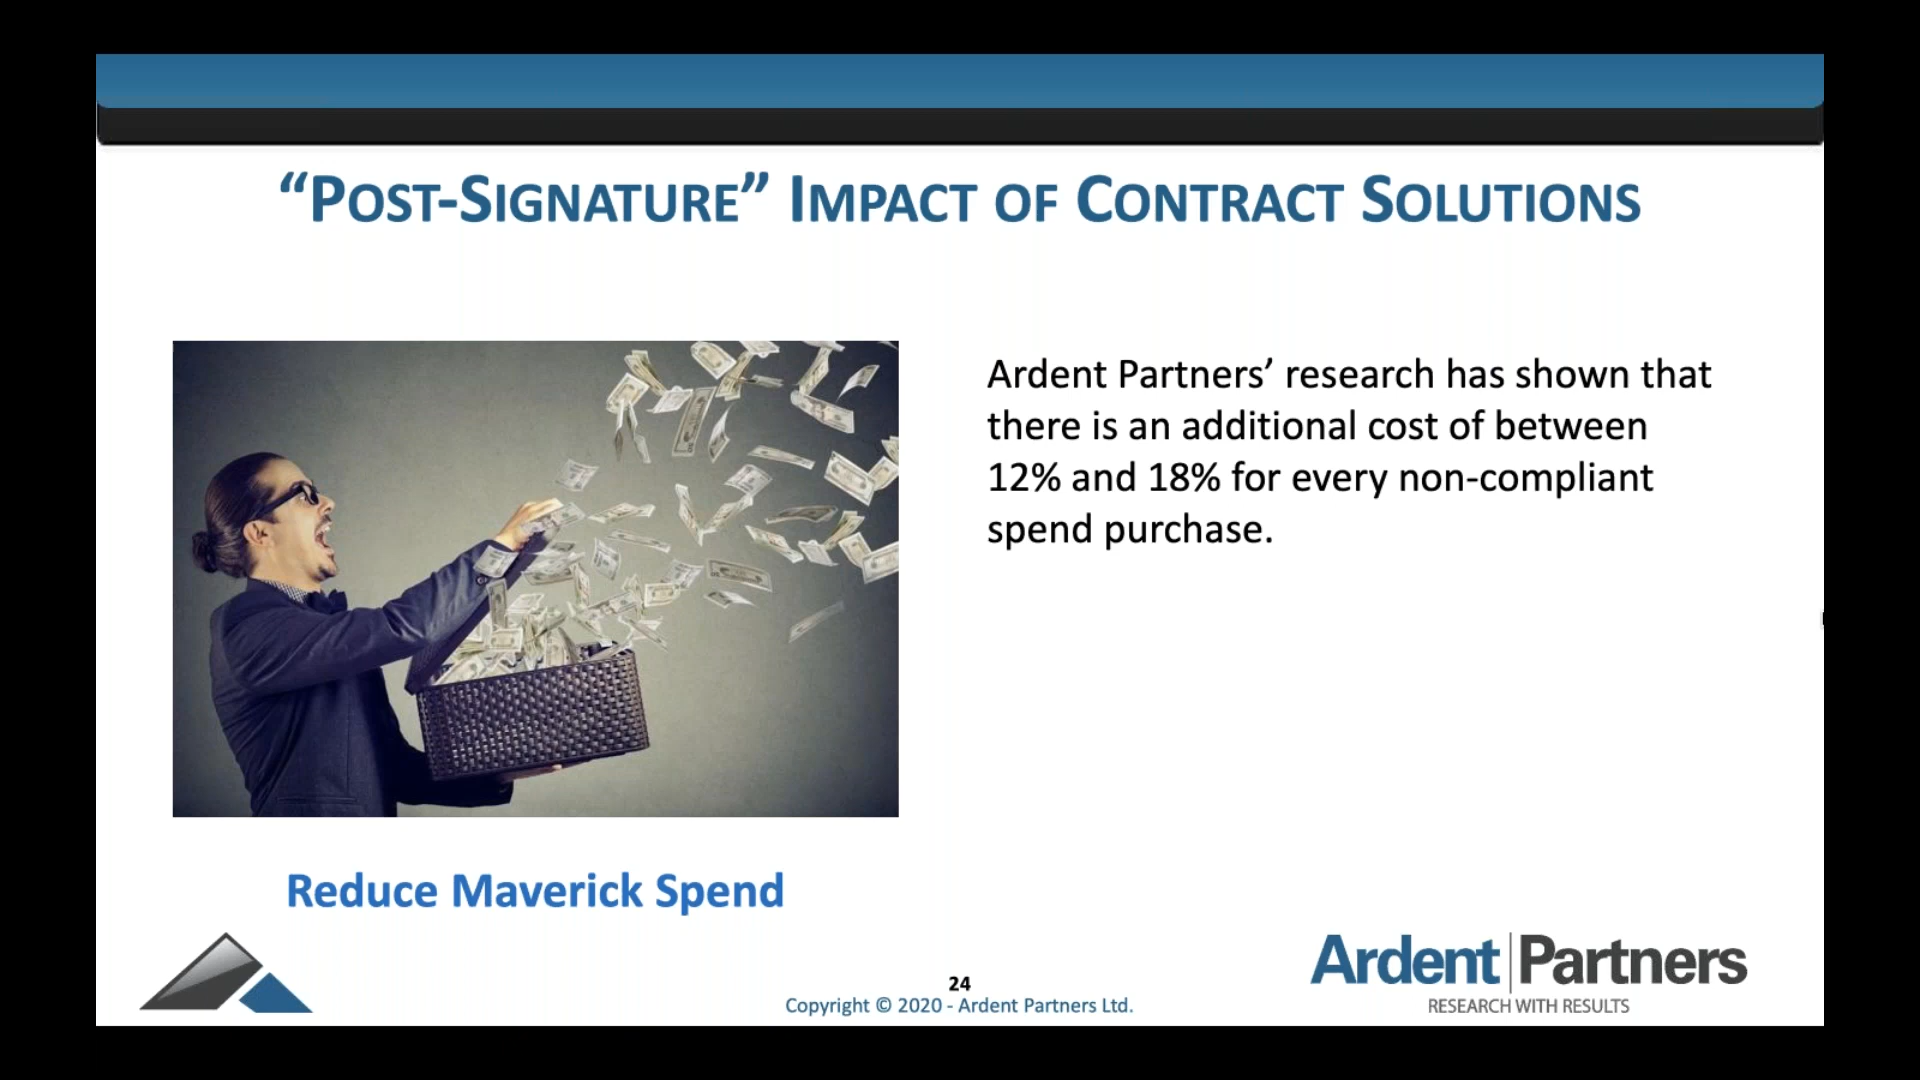 “Post-Signature” Impact of Contract Solutions
Ardent Partners’ research has shown that
there is an additional cost of between
12% and 18% for every non-compliant
spend purchase.
Reduce Maverick Spend
24
Copyright © 2020 - Ardent Partners Ltd.
Ardent Partners
RESEARCH WITH RESULTS